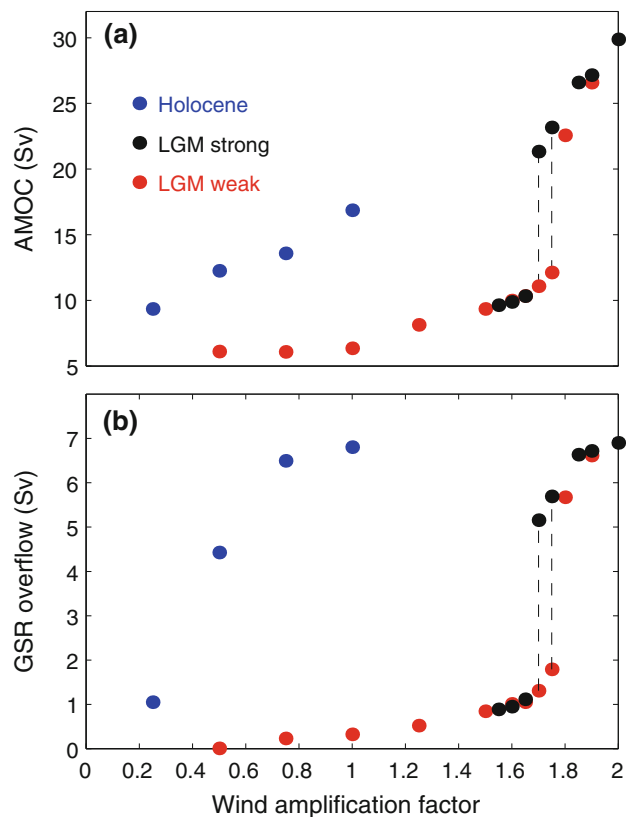 (a)
30
25
20
15
10
5
AMOC (Sv)
Holocene
LGM strong
LGM weak
(b)
7
6
5
4
3
2
1
0
GSR overflow (Sv)
0 0.2 0.4 0.6 0.8 1 1.2 1.4 1.6 1.8 2
Wind amplification factor